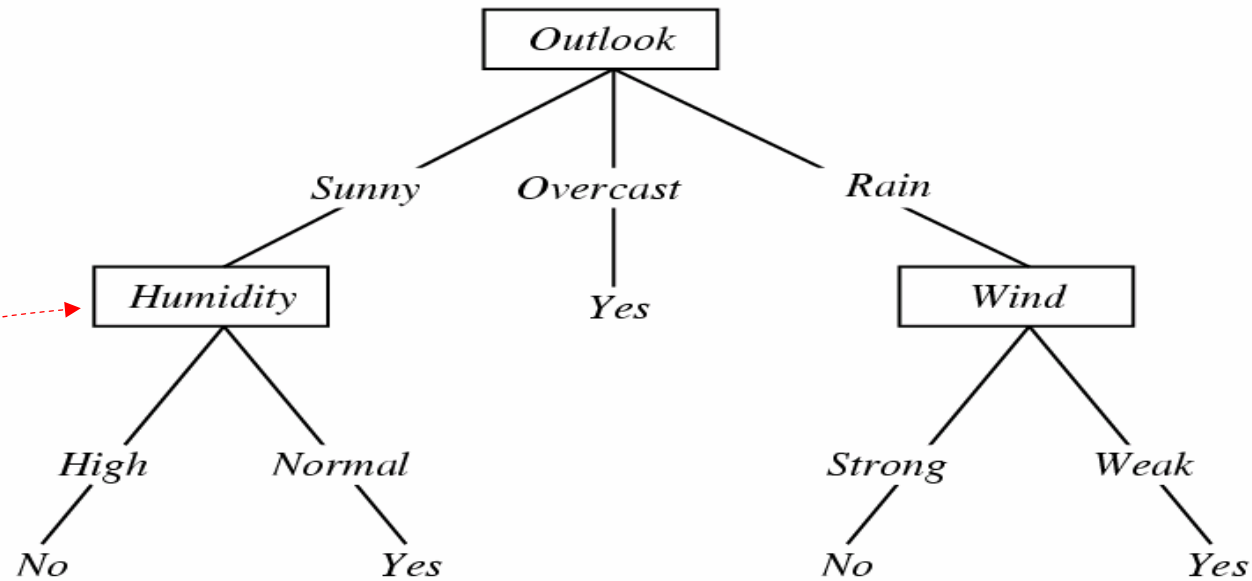 Outlook
Sunny Overcast Rain
Humidity Yes Wind
High Normal Strong Weak
No Yes No Yes